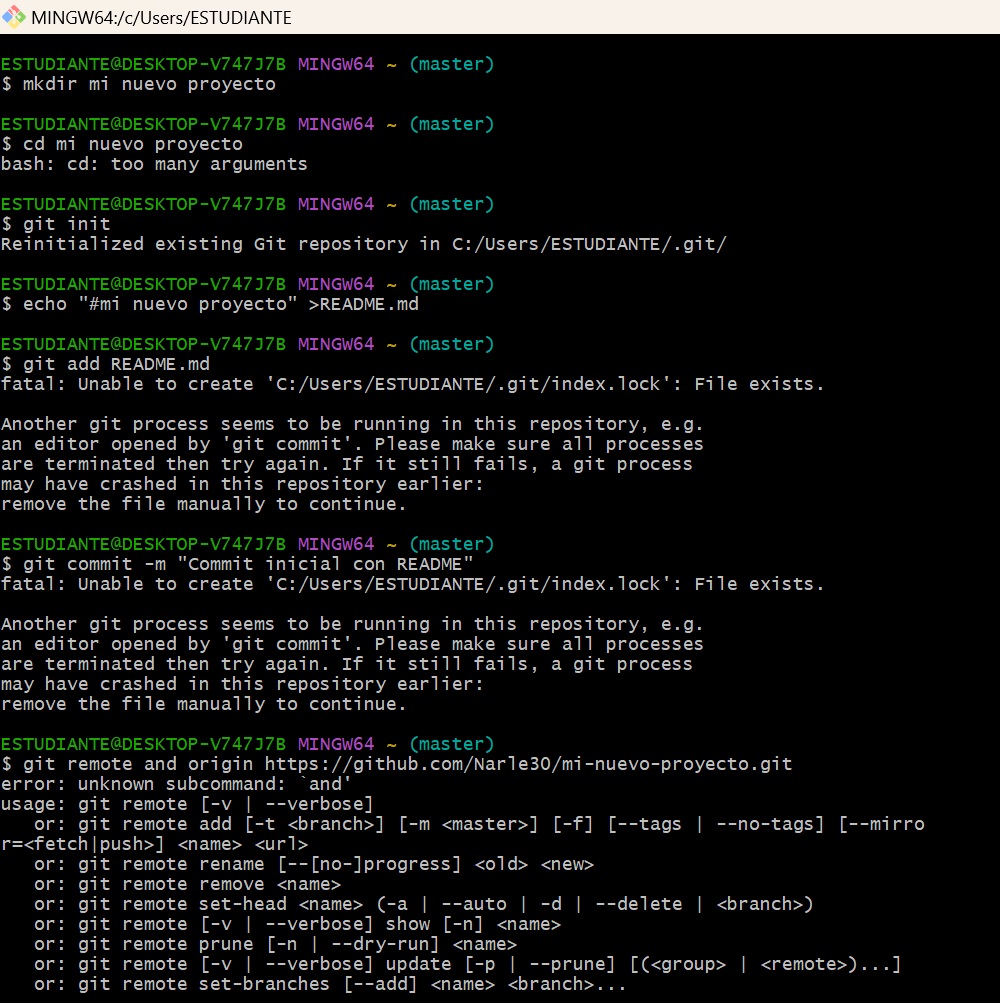 MINGW64:/c/Users/ESTUDIANTE
ESTUDIANTE@DESKTOP-V747J7B MINGW64 ~ (master)
$ mkdir mi nuevo proyecto
ESTUDIANTE@DESKTOP-V747J7B MINGW64 ~ (master)
$ cd mi nuevo proyecto
bash: cd: too many arguments
ESTUDIANTE@DESKTOP-V747J7B MINGW64 ~ (master)
$ git init
Reinitialized existing Git repository in C:/Users/ESTUDIANTE/.git/
ESTUDIANTE@DESKTOP-V747J7B MINGW64 ~ (master)
$ echo "#mi nuevo proyecto" >README.md
ESTUDIANTE@DESKTOP-V747J7B MINGW64 ~ (master)
$ git add README.md
fatal: Unable to create 'C:/Users/ESTUDIANTE/.git/index.lock': File exists.
Another git process seems to be running in this repository, e.g.
an editor opened by 'git commit'. Please make sure all processes
are terminated then try again. If it still fails, a git process
may have crashed in this repository earlier:
remove the file manually to continue.
ESTUDIANTE@DESKTOP-V747J7B MINGW64 ~ (master)
$ git commit -m "Commit inicial con README"
fatal: Unable to create 'C:/Users/ESTUDIANTE/.git/index.lock': File exists.
Another git process seems to be running in this repository, e.g.
an editor opened by 'git commit'. Please make sure all processes
are terminated then try again. If it still fails, a git process
may have crashed in this repository earlier:
remove the file manually to continue.
ESTUDIANTE@DESKTOP-V747J7B MINGW64 ~ (master)
$ git remote and origin https://github.com/Narle30/mi-nuevo-proyecto.git
error: unknown subcommand: `and'
usage: git remote [-v | --verbose]
   or: git remote add [-t <branch>] [-m <master>] [-f] [--tags | --no-tags] [--mirro
r=<fetch|push>] <name> <url>
   or: git remote rename [--[no-]progress] <old> <new>
   or: git remote remove <name>
   or: git remote set-head <name> (-a | --auto | -d | --delete | <branch>)
   or: git remote [-v | --verbose] show [-n] <name>
   or: git remote prune [-n | --dry-run] <name>
   or: git remote [-v | --verbose] update [-p | --prune] [(<group> | <remote>)...]
   or: git remote set-branches [--add] <name> <branch>...